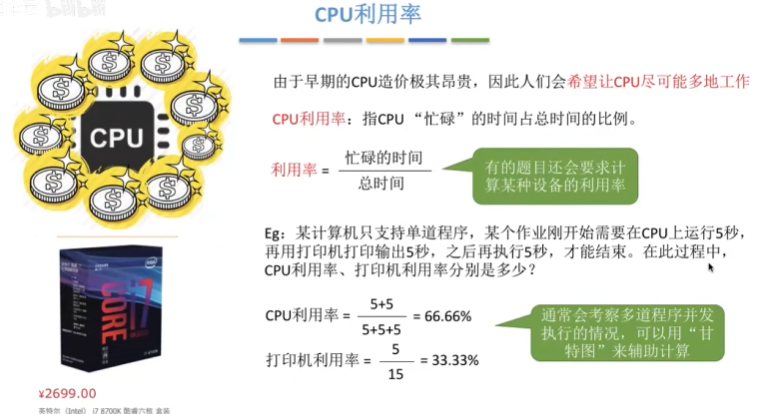 bilibili
CPU利用率
CPU
由于早期的CPU造价极其昂贵，因此人们会希望让CPU尽可能多地工作
CPU利用率：指CPU “忙碌”的时间占总时间的比例。
利用率 = 忙碌的时间
总时间
有的题目还会要求计
算某种设备的利用率
Eg：某计算机只支持单道程序，某个作业刚开始需要在CPU上运行5秒，
再用打印机打印输出5秒，之后再执行5秒，才能结束。在此过程中，
CPU利用率、打印机利用率分别是多少？
CPU利用率 = 5+5 = 66.66%
5+5+5
打印机利用率 = 5 = 33.33%
15
通常会考察多道程序并发
执行的情况，可以用“甘
特图”来辅助计算
intel
CORE i7
¥2699.00
英特尔（Intel） i7 8700K 酷睿六核 盒装